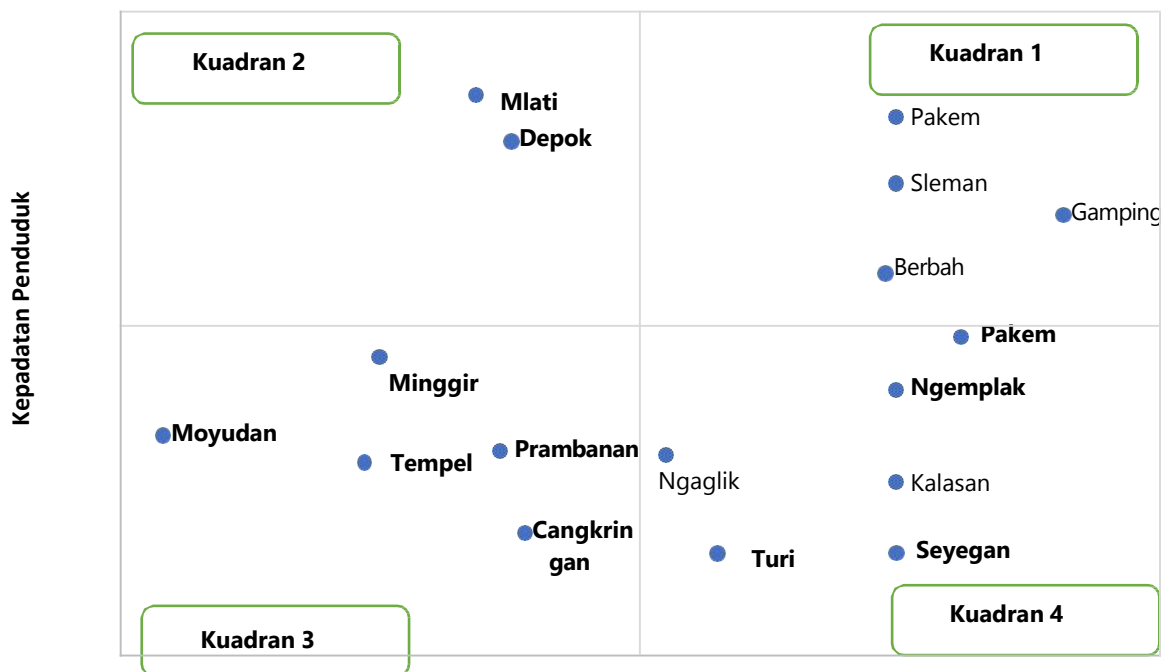 Kepadatan Penduduk
Kuadran 2
Kuadran 1
Mlati
Depok
Pakem
Sleman
Gamping
Berbah
Pakem
Minggir
Ngemplak
Moyudan
Tempel
Prambanan
Ngaglik
Kalasan
Cangkrin
gan
Turi
Seyegan
Kuadran 3
Kuadran 4